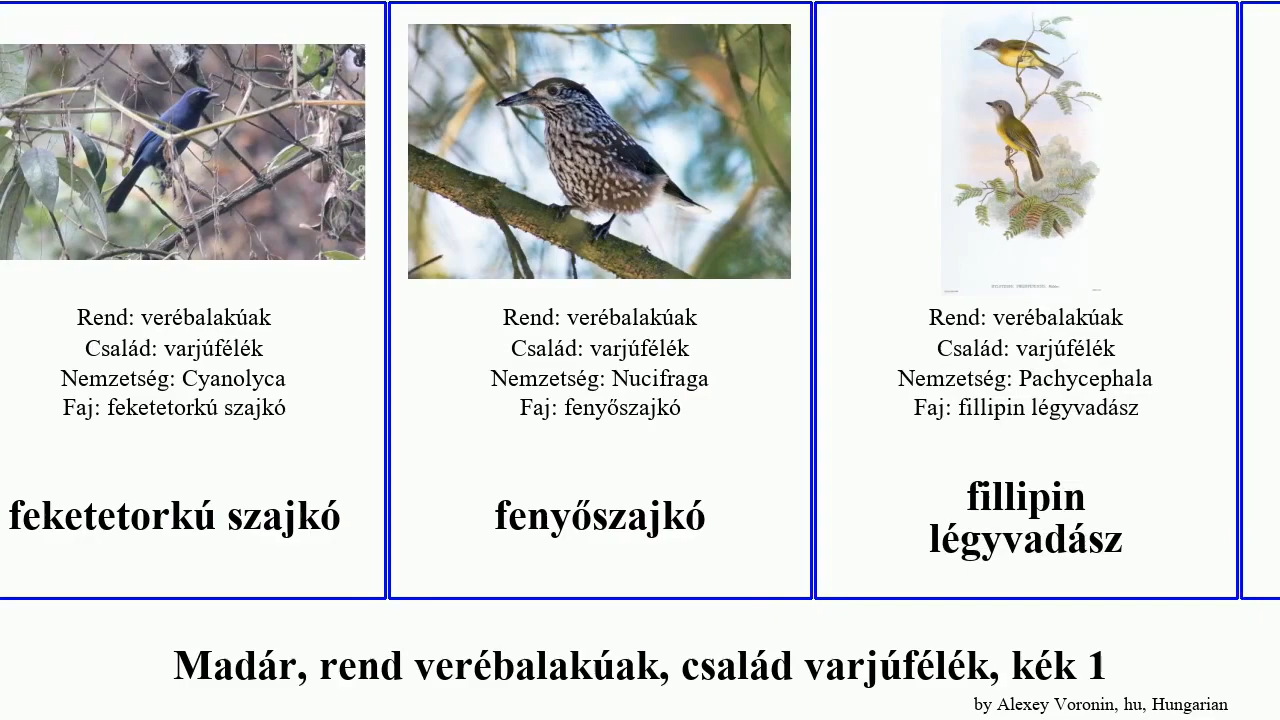 Rend: verébalakúak
Család: varjúfélék
Nemzetség: Cyanolyca
Faj: feketetorkú szajkó
feketetorkú szajkó
Rend: verébalakúak
Család: varjúfélék
Nemzetség: Nucifraga
Faj: fenyőszajkó
fenyőszajkó
Rend: verébalakúak
Család: varjúfélék
Nemzetség: Pachycephala
Faj: fillipin légyvadász
fillipin
légyvadász
Madár, rend verébalakúak, család varjúfélék, kék 1
by Alexey Voronin, hu, Hungarian